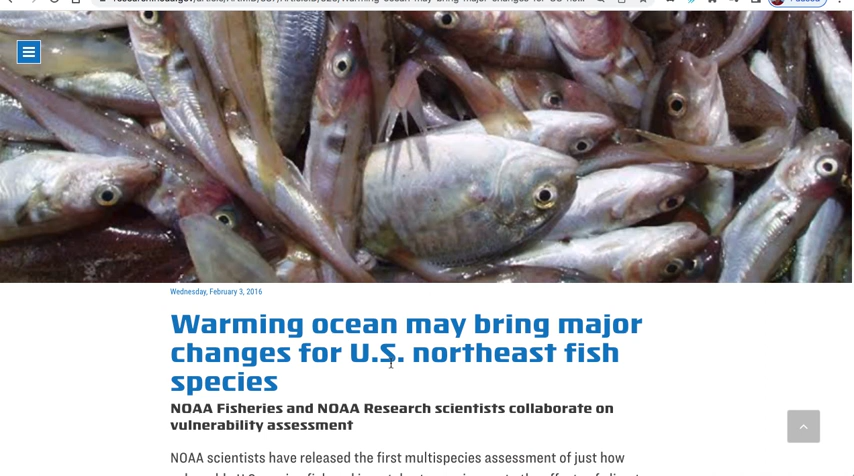 Wednesday, February 3, 2016
Warming ocean may bring major
changes for U.S. northeast fish
species
NOAA Fisheries and NOAA Research scientists collaborate on
vulnerability assessment
NOAA scientists have released the first multispecies assessment of just how